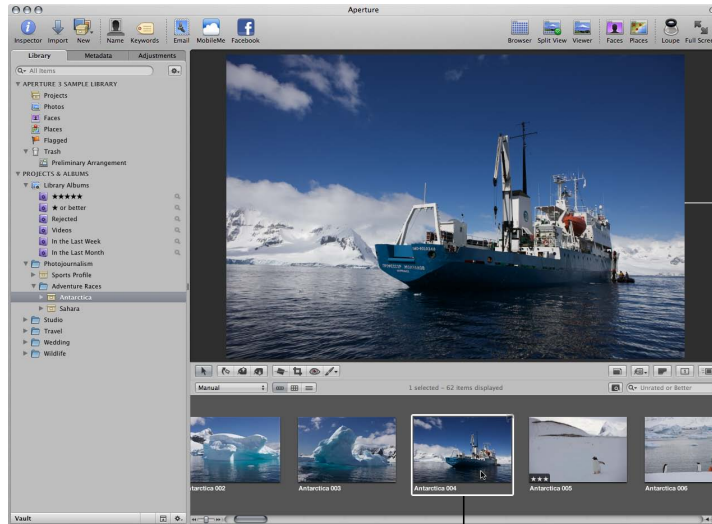 Aperture
Inspector Import New Name Keywords Email MobileMe Facebook Browser Split View Viewer Faces Places Loupe Full Scree
Library Metadata Adjustments
All Items
APERTURE 3 SAMPLE LIBRARY
Projects
Photos
Faces
Places
Flagged
Trash
Preliminary Arrangement
PROJECTS & ALBUMS
Library Albums
★★★★★
★ or better
Rejected
Videos
In the Last Week
In the Last Month
Photojournalism
Sports Profile
Adventure Races
Antarctica
Sahara
Studio
Travel
Wedding
Wildlife
Manual 1 selected – 62 items displayed Unrated or Better
ntarctica 002 Antarctica 003 Antarctica 004 Antarctica 005 Antarctica 006
Vault